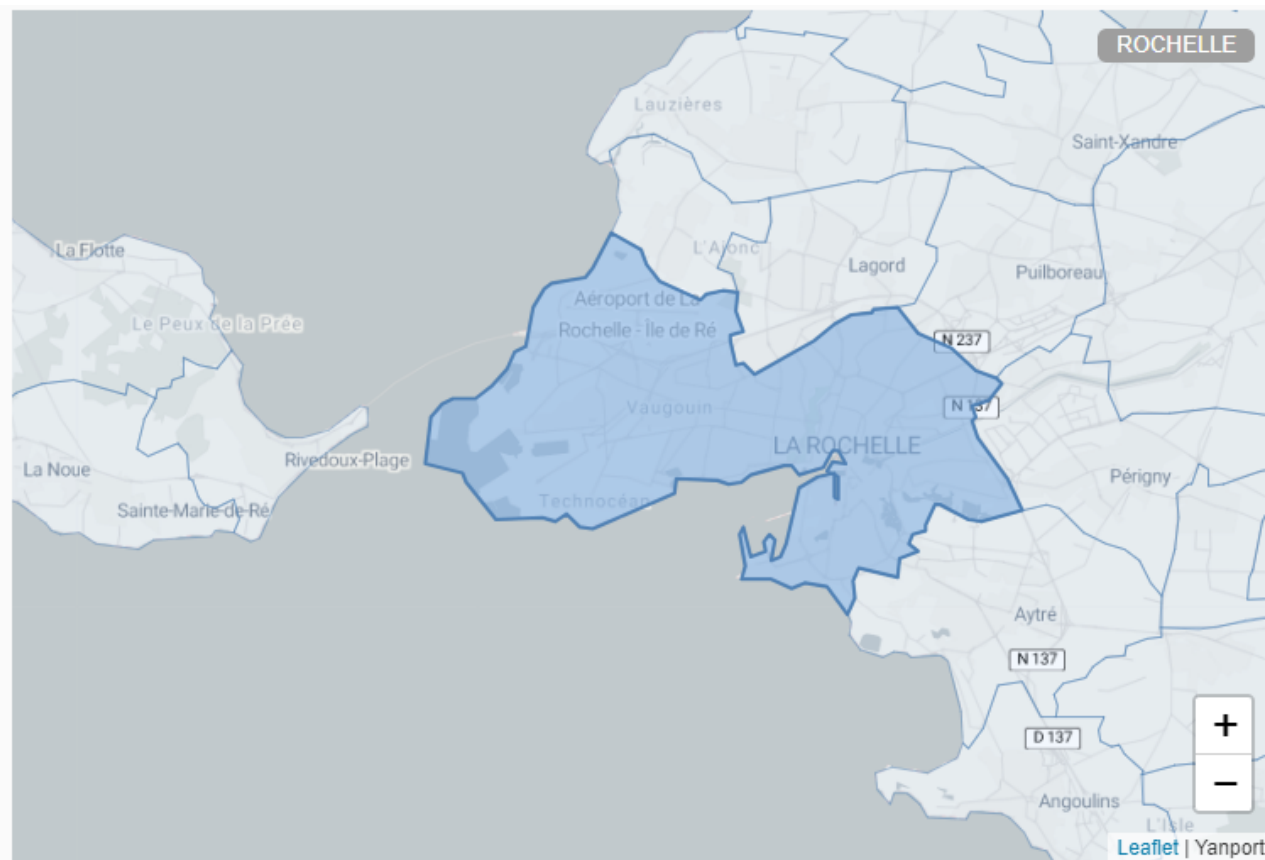 ROCHELLE
Lauzières
Saint-Xandre
La Flotte
L'Ajonc
Lagord
Puilboreau
Aéroport de La
Rochelle - Île de Ré
Le Peux de la Prée
N 237
Vaugouin
N 137
LA ROCHELLE
La Noue
Rivedoux-Plage
Périgny
Sainte-Marie-de-Ré
Technocéan
Aytré
N 137
+
D 137
−
Angoulins
L'Isle
Leaflet | Yanport